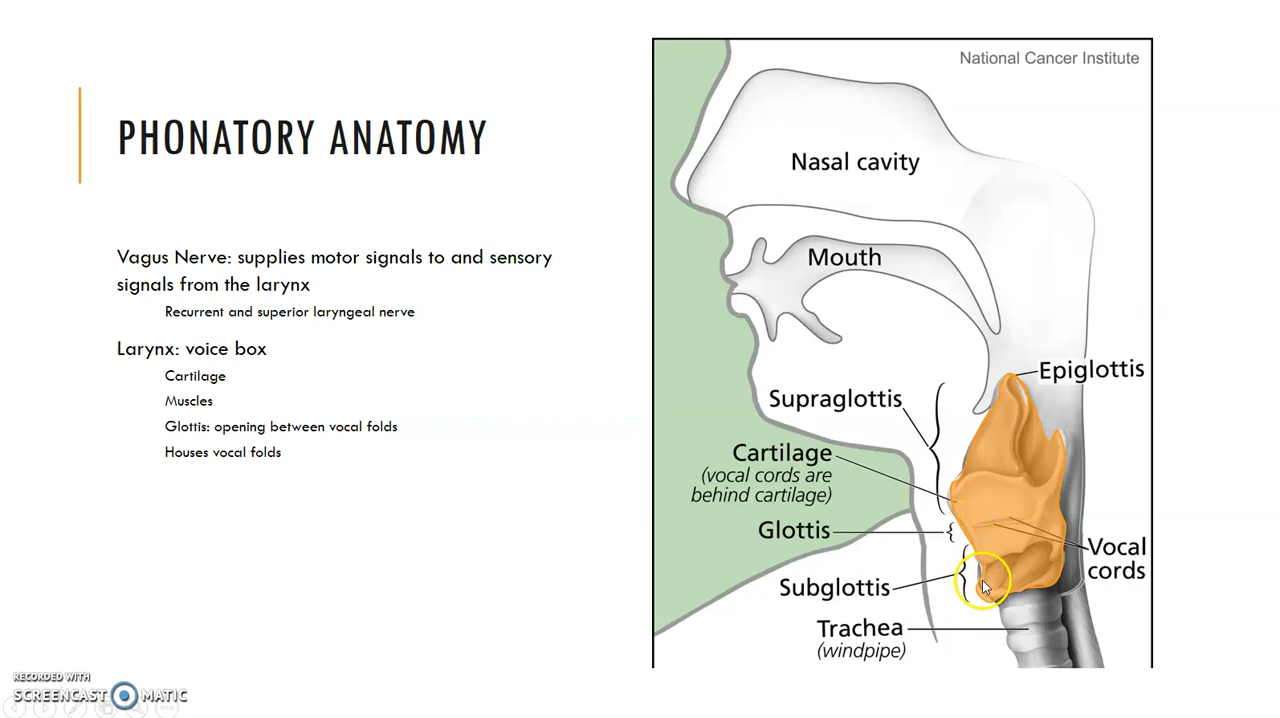 PHONATORY ANATOMY
Vagus Nerve: supplies motor signals to and sensory
signals from the larynx
Recurrent and superior laryngeal nerve
Larynx: voice box
Cartilage
Muscles
Glottis: opening between vocal folds
Houses vocal folds
National Cancer Institute
Nasal cavity
Mouth
Epiglottis
Supraglottis
Cartilage
(vocal cords are
behind cartilage)
Glottis
Vocal
cords
Subglottis
Trachea
(windpipe)
RECORDED WITH
SCREENCAST MATIC